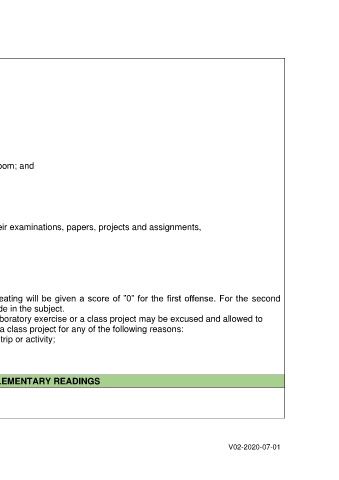 oom; and
eir examinations, papers, projects and assignments,
eating will be given a score of "0" for the first offense. For the second
de in the subject.
boratory exercise or a class project may be excused and allowed to
a class project for any of the following reasons:
trip or activity;
LEMENTARY READINGS
V02-2020-07-01